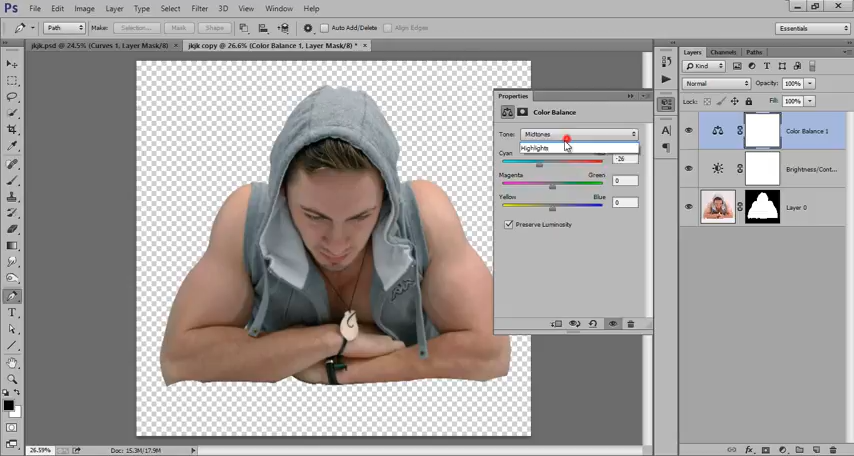 Ps File Edit Image Layer Type Select Filter 3D View Window Help
Path Make: Selection... Mask Shape Auto Add/Delete Align Edges Essentials
jkjk.psd @ 24.5% (Curves 1, Layer Mask/8) × jkjk copy @ 26.6% (Color Balance 1, Layer Mask/8) * ×
Properties
Color Balance
Tone: Midtones
Highlights
Cyan -26
Magenta Green 0
Yellow Blue 0
Preserve Luminosity
Layers Channels Paths
Kind
Normal Opacity: 100%
Lock: Fill: 100%
Color Balance 1
Brightness/Cont...
Layer 0
26.59% Doc: 15.3M/17.9M